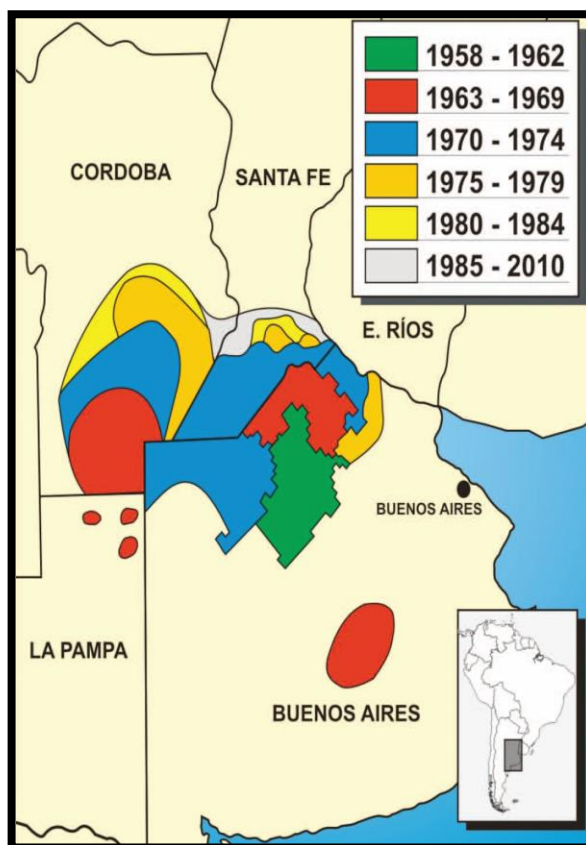 1958 - 1962
1963 - 1969
1970 - 1974
1975 - 1979
1980 - 1984
1985 - 2010
CORDOBA
SANTA FE
E. RÍOS
BUENOS AIRES
LA PAMPA
BUENOS AIRES